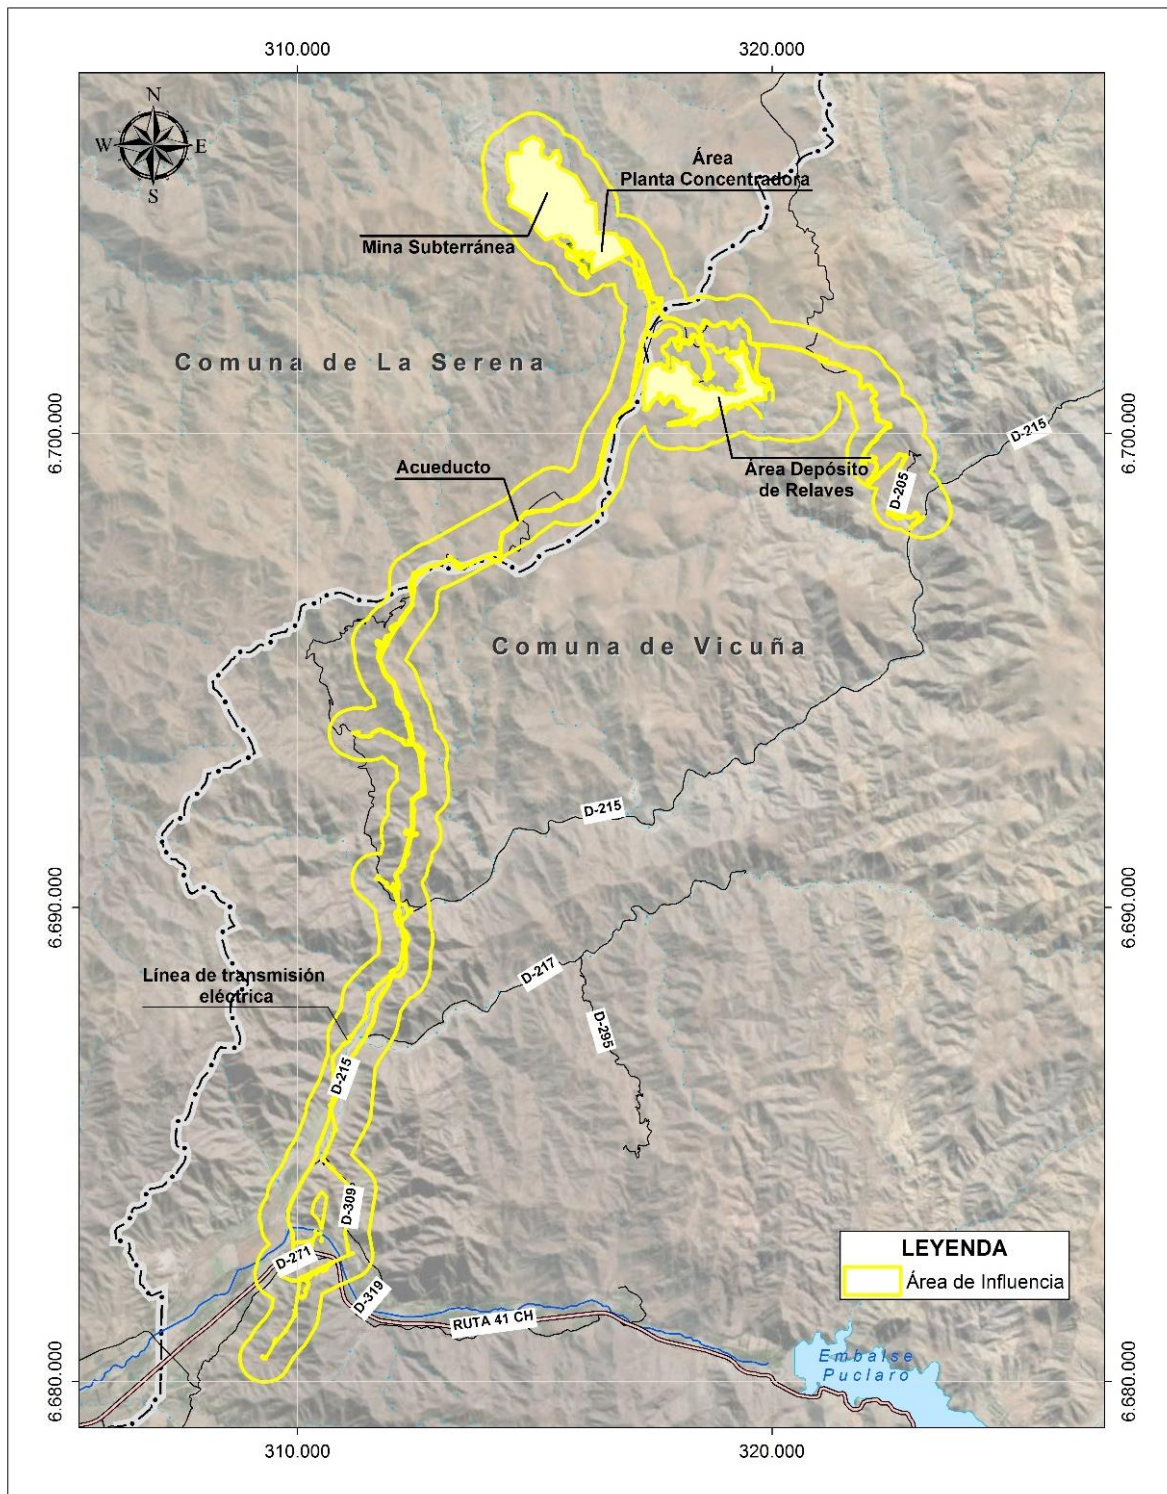 310.000
320.000
N
W
E
S
Área
Planta Concentradora
Mina Subterránea
Comuna de La Serena
6.700.000
6.700.000
D-215
Acueducto
Área Depósito
de Relaves
D-205
Comuna de Vicuña
D-215
6.690.000
6.690.000
Línea de transmisión
eléctrica
D-217
D-295
D-215
D-309
D-271
D-319
RUTA 41 CH
LEYENDA
Área de Influencia
Embalse
Puclaro
6.680.000
6.680.000
310.000
320.000